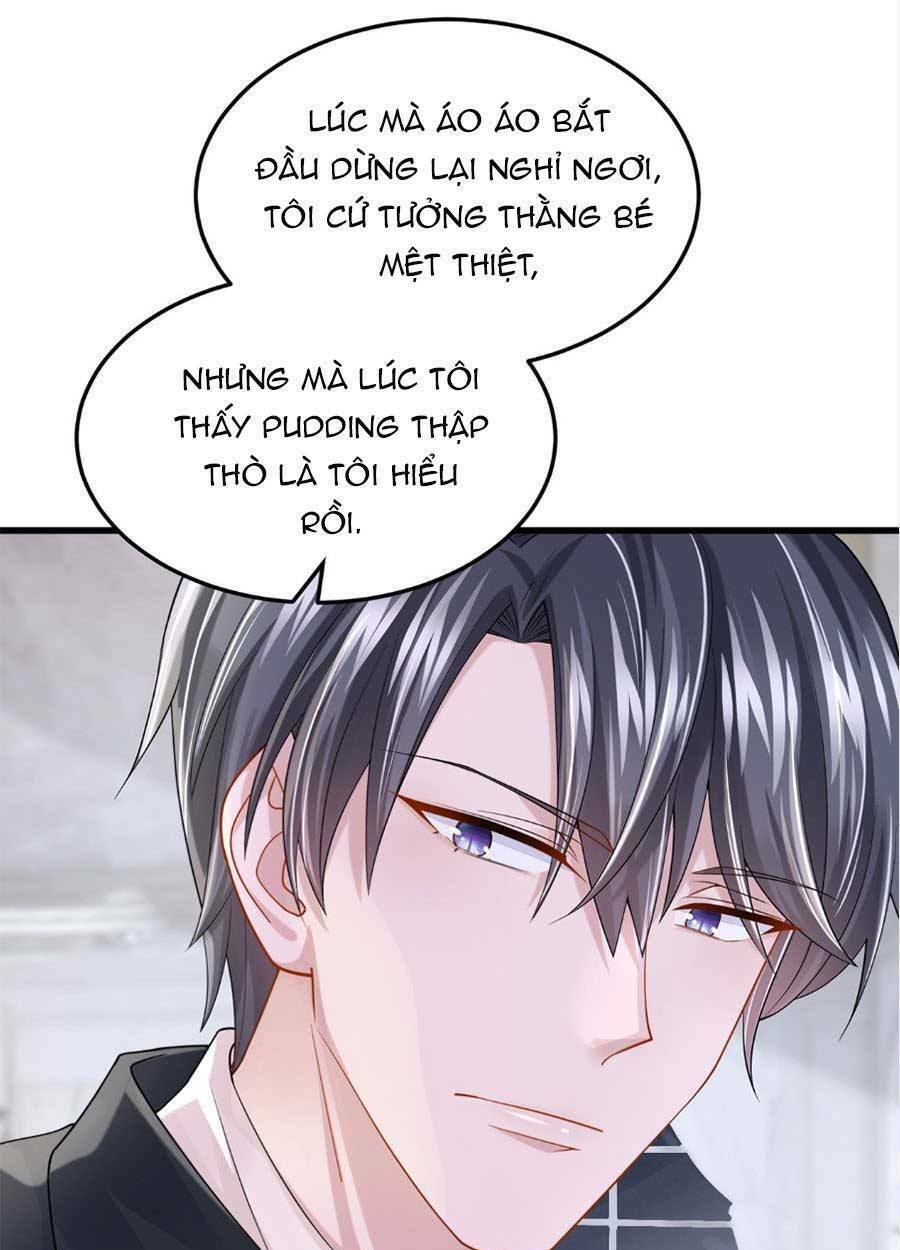 LÚC MÀ ÁO ÁO BẮT
ĐẦU DỪNG LẠI NGHỈ NGƠI,
TÔI CỨ TƯỞNG THẰNG BÉ
MỆT THIỆT,
NHƯNG MÀ LÚC TÔI
THẤY PUDDING THẬP
THÒ LÀ TÔI HIỂU
RỒI.